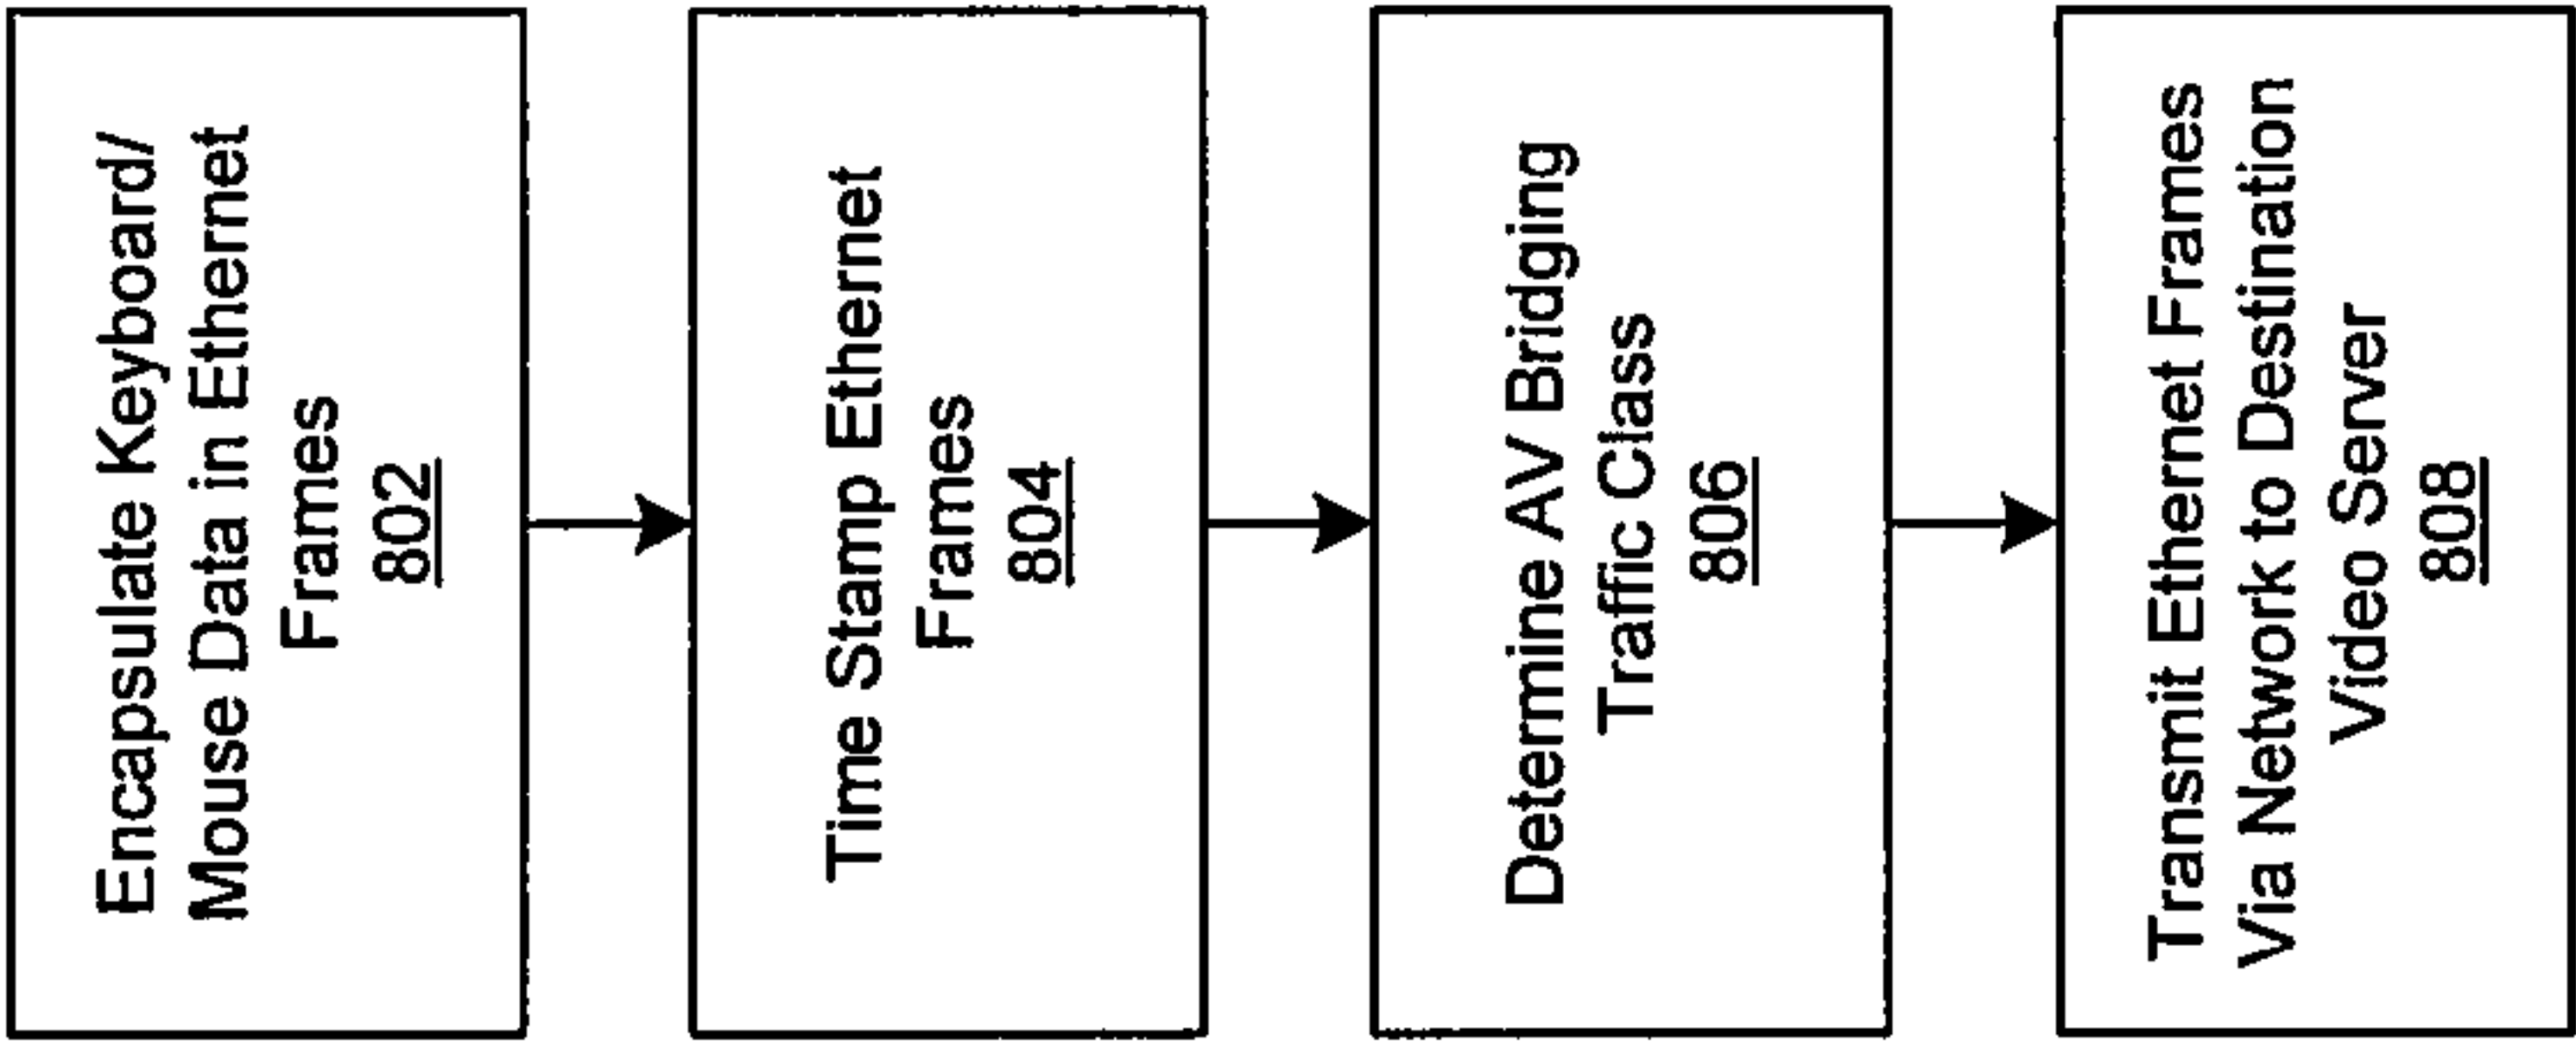 Encapsulate Keyboard/
Mouse Data in Ethernet
Frames
802
Time Stamp Ethernet
Frames
804
Determine AV Bridging
Traffic Class
806
Transmit Ethernet Frames
Via Network to Destination
Video Server
808